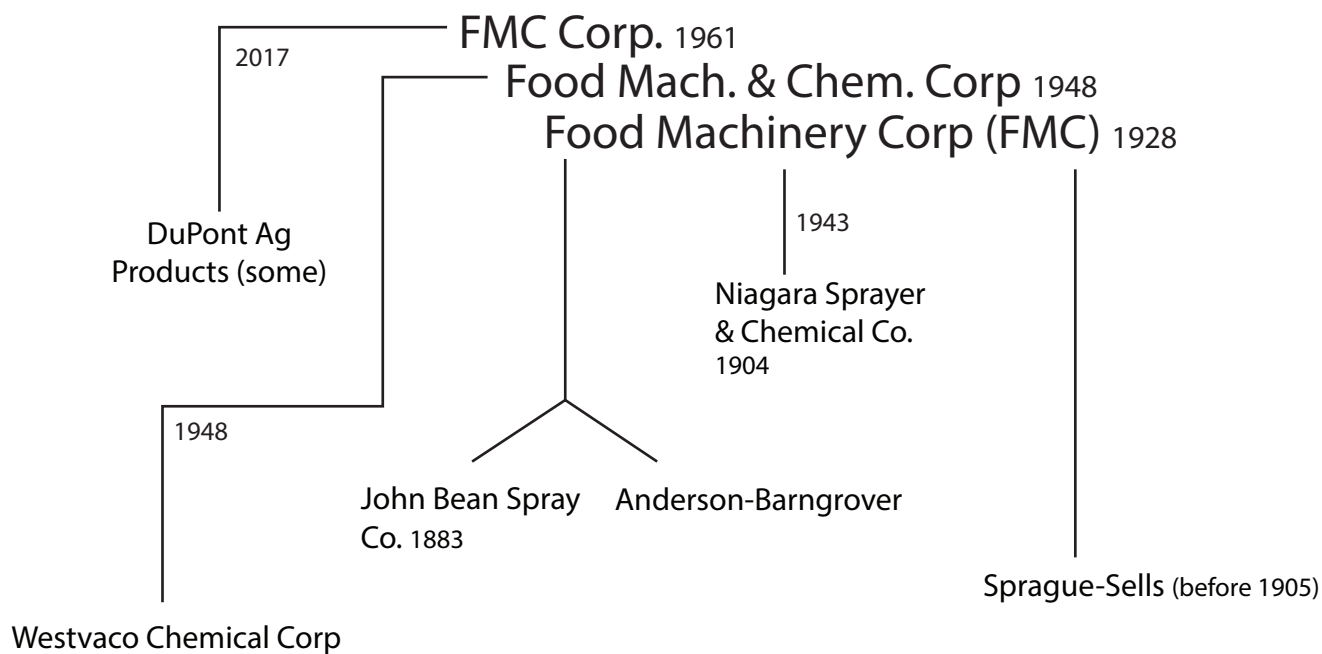 FMC Corp. 1961
2017
Food Mach. & Chem. Corp 1948
Food Machinery Corp (FMC) 1928
1943
DuPont Ag
Products (some)
Niagara Sprayer
& Chemical Co.
1904
1948
John Bean Spray
Co. 1883
Anderson-Barngrover
Sprague-Sells (before 1905)
Westvaco Chemical Corp